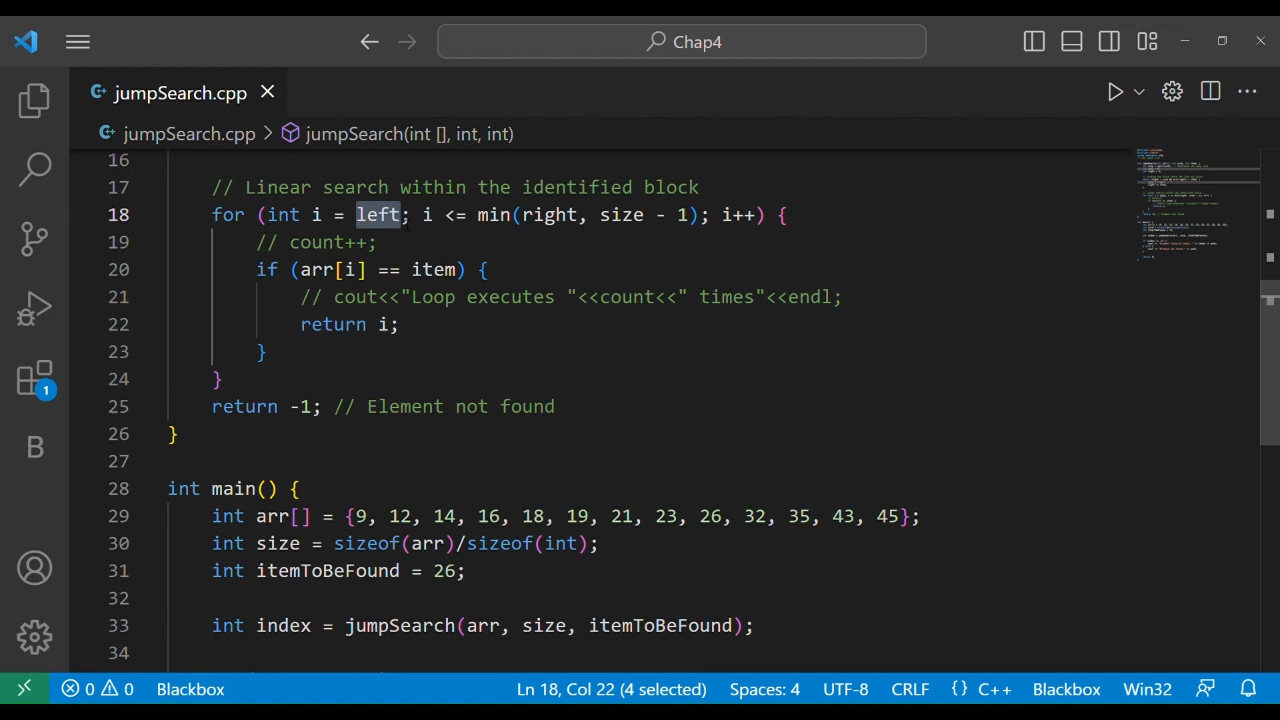 Chap4
jumpSearch.cpp
jumpSearch.cpp > jumpSearch(int [], int, int)
16
17 // Linear search within the identified block
18 for (int i = left; i <= min(right, size - 1); i++) {
19 // count++;
20 if (arr[i] == item) {
21 // cout<<"Loop executes "<<count<<" times"<<endl;
22 return i;
23 }
24 }
25 return -1; // Element not found
26 }
27
28 int main() {
29 int arr[] = {9, 12, 14, 16, 18, 19, 21, 23, 26, 32, 35, 43, 45};
30 int size = sizeof(arr)/sizeof(int);
31 int itemToBeFound = 26;
32
33 int index = jumpSearch(arr, size, itemToBeFound);
34
1
B
0 0 Blackbox Ln 18, Col 22 (4 selected) Spaces: 4 UTF-8 CRLF {} C++ Blackbox Win32